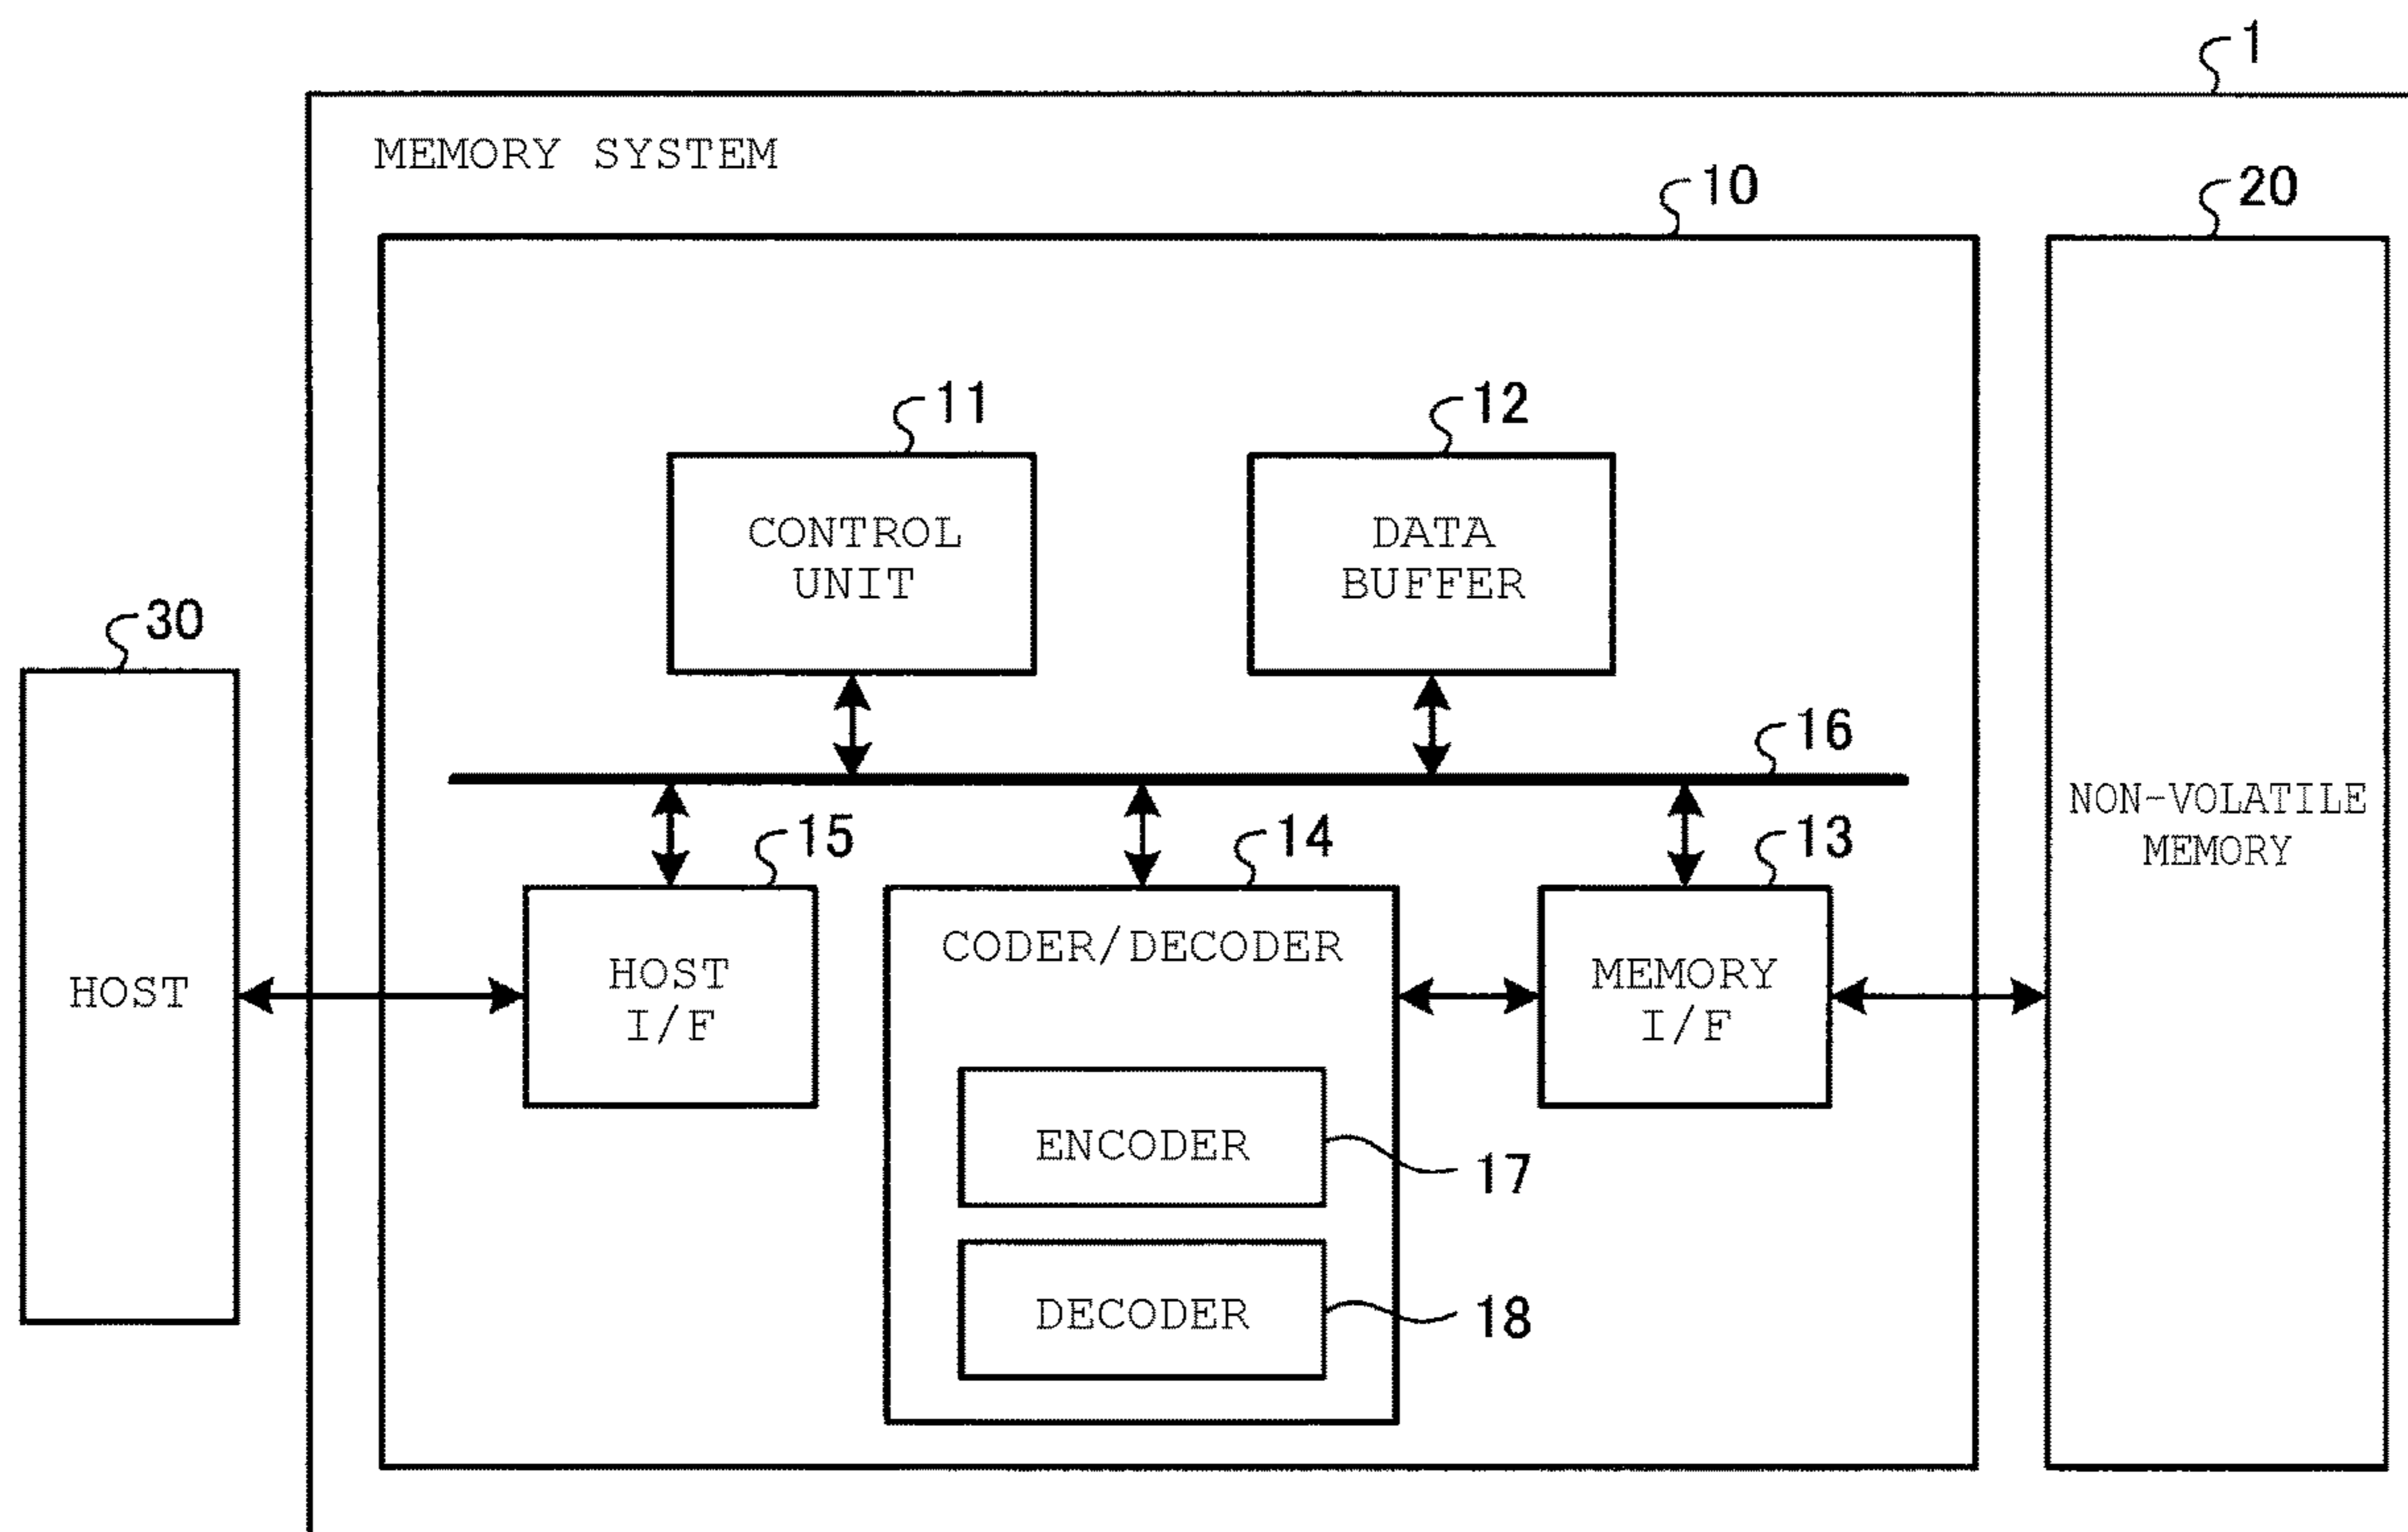 1
MEMORY SYSTEM
10
20
11
12
CONTROL
UNIT
DATA
BUFFER
30
16
NON-VOLATILE
MEMORY
15
14
13
HOST
HOST
I/F
CODER/DECODER
MEMORY
I/F
ENCODER
17
DECODER
18